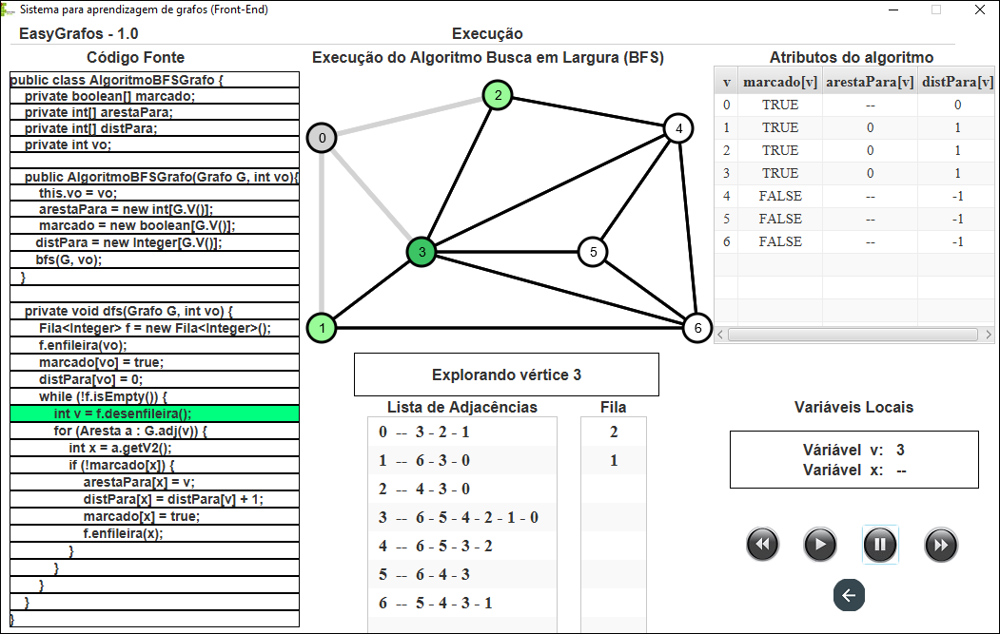 Sistema para aprendizagem de grafos (Front-End)
EasyGrafos - 1.0
Execução
Código Fonte
public class AlgoritmoBFSGrafo {
private boolean[] marcado;
private int[] arestaPara;
private int[] distPara;
private int vo;
public AlgoritmoBFSGrafo(Grafo G, int vo){
this.vo = vo;
arestaPara = new int[G.V()];
marcado = new boolean[G.V()];
distPara = new Integer[G.V()];
bfs(G, vo);
}
private void dfs(Grafo G, int vo) {
Fila<Integer> f = new Fila<Integer>();
f.enfileira(vo);
marcado[vo] = true;
distPara[vo] = 0;
while (!f.isEmpty()) {
int v = f.desenfileira();
for (Aresta a : G.adj(v)) {
int x = a.getV2();
if (!marcado[x]) {
arestaPara[x] = v;
distPara[x] = distPara[v] + 1;
marcado[x] = true;
f.enfileira(x);
}
}
}
}
}
Execução do Algoritmo Busca em Largura (BFS)
2
4
0
3
5
1
6
Explorando vértice 3
Lista de Adjacências
0 -- 3 - 2 - 1
1 -- 6 - 3 - 0
2 -- 4 - 3 - 0
3 -- 6 - 5 - 4 - 2 - 1 - 0
4 -- 6 - 5 - 3 - 2
5 -- 6 - 4 - 3
6 -- 5 - 4 - 3 - 1
Fila
2
1
Atributos do algoritmo
v marcado[v] arestaPara[v] distPara[v]
0 TRUE -- 0
1 TRUE 0 1
2 TRUE 0 1
3 TRUE 0 1
4 FALSE -- -1
5 FALSE -- -1
6 FALSE -- -1
Variáveis Locais
Váriável v: 3
Variável x: --